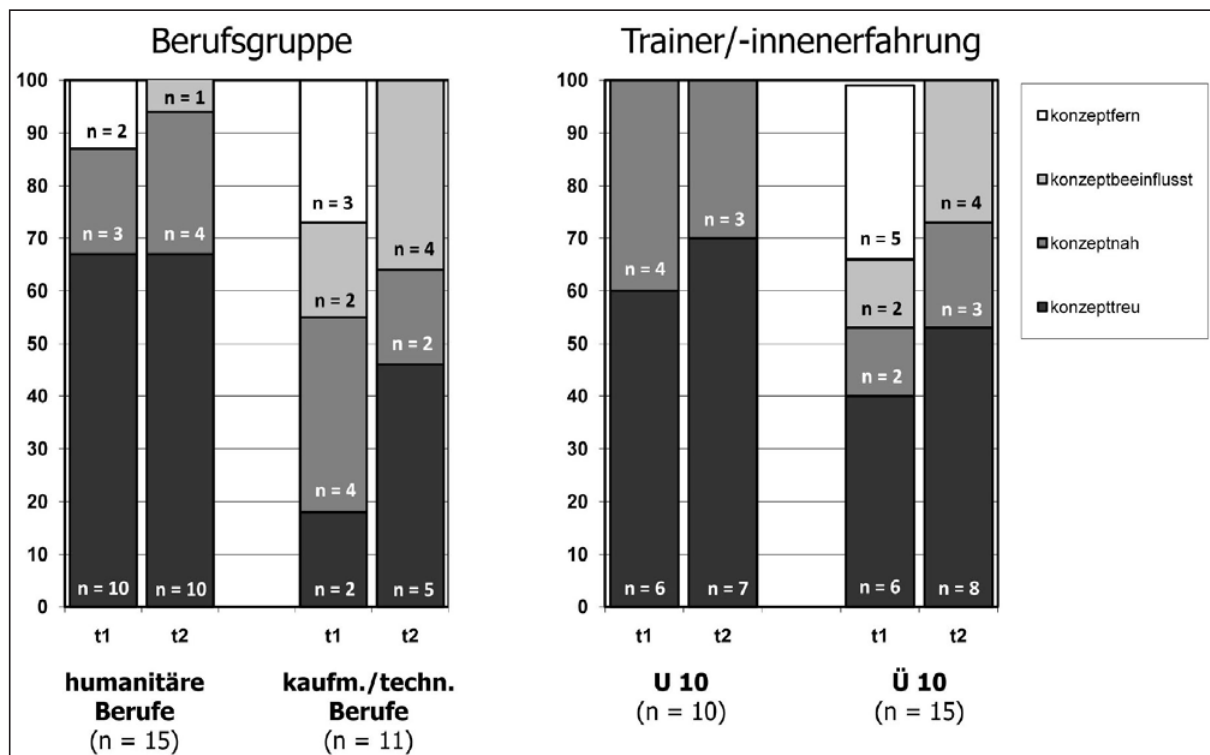 Berufsgruppe
100
90
80
70
60
50
40
30
20
10
0
n = 2
n = 3
n = 10
n = 1
n = 4
n = 10
n = 3
n = 2
n = 4
n = 2
n = 4
n = 2
n = 5
t1
t2
t1
t2
humanitäre
Berufe
(n = 15)
kaufm./techn.
Berufe
(n = 11)
Trainer/-innenerfahrung
100
90
80
70
60
50
40
30
20
10
0
n = 4
n = 6
n = 3
n = 7
n = 5
n = 2
n = 2
n = 6
n = 4
n = 3
n = 8
t1
t2
t1
t2
U 10
(n = 10)
Ü 10
(n = 15)
konzeptfern
konzeptbeeinflusst
konzeptnah
konzepttreu